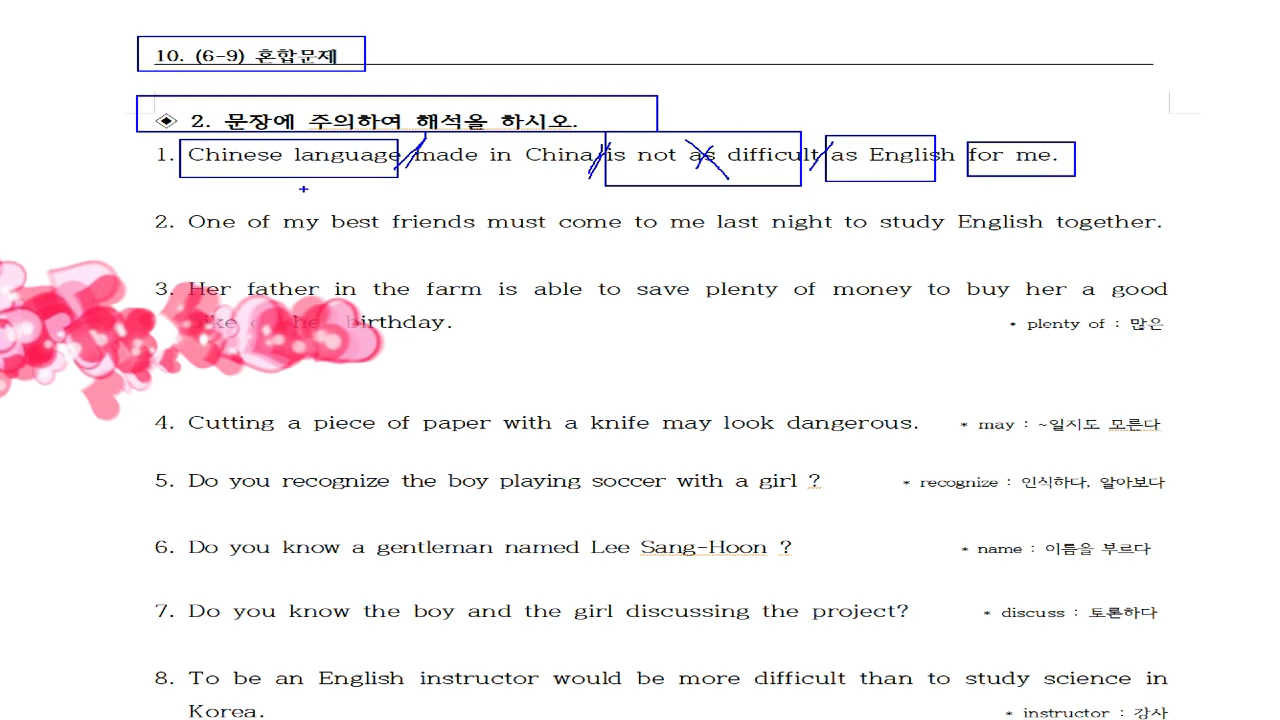 10. (6-9) 혼합문제
◈ 2. 문장에 주의하여 해석을 하시오.
1. Chinese language made in China is not as difficult as English for me.
2. One of my best friends must come to me last night to study English together.
3. Her father in the farm is able to save plenty of money to buy her a good
bike her birthday. * plenty of : 많은
4. Cutting a piece of paper with a knife may look dangerous. * may : ~일지도 모른다
5. Do you recognize the boy playing soccer with a girl ? * recognize : 인식하다, 알아보다
6. Do you know a gentleman named Lee Sang-Hoon ? * name : 이름을 부르다
7. Do you know the boy and the girl discussing the project? * discuss : 토론하다
8. To be an English instructor would be more difficult than to study science in
Korea. * instructor : 강사